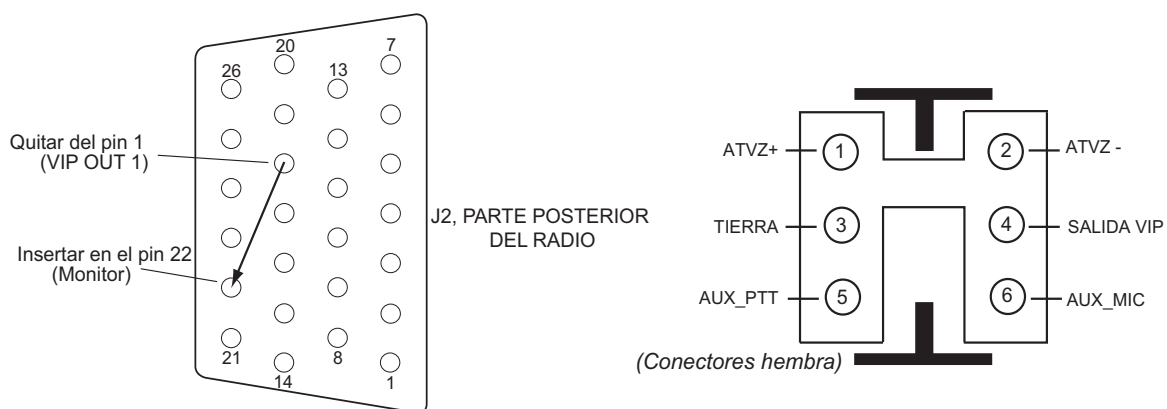 20
7
26
13
Quitar del pin 1
(VIP OUT 1)
J2, PARTE POSTERIOR
DEL RADIO
Insertar en el pin 22
(Monitor)
21
8
14
1
ATVZ+
1
2
ATVZ -
TIERRA
3
4
SALIDA VIP
AUX_PTT
5
6
AUX_MIC
(Conectores hembra)